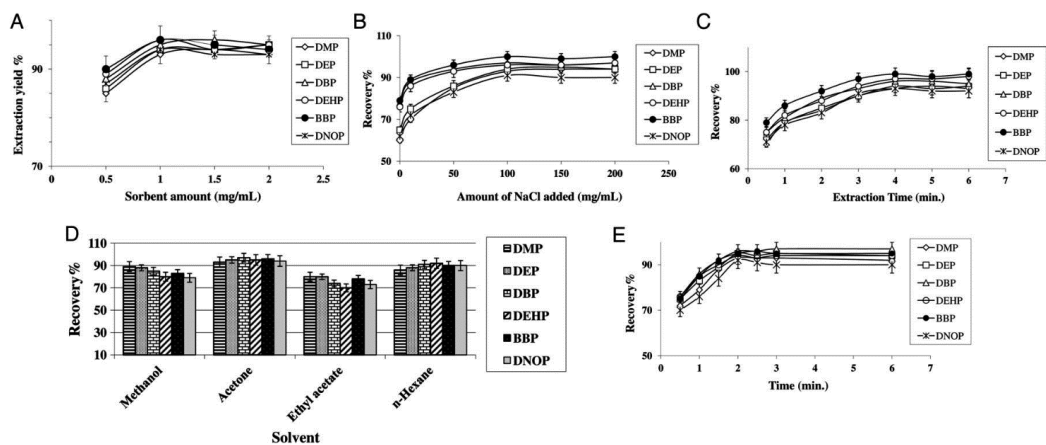 A
Extraction yield %
90
70
0 0.5 1 1.5 2 2.5
Sorbent amount (mg/mL)
DMP
DEP
DBP
DEHP
BBP
DNOP
B
Recovery %
110
90
70
50
0 50 100 150 200
Amount of NaCl added (mg/mL)
DMP
DEP
DBP
DEHP
BBP
DNOP
C
Recovery %
100
80
60
0 1 2 3 4 5 6 7
Extraction Time (min.)
DMP
DEP
DBP
DEHP
BBP
DNOP
D
Recovery %
110
90
70
50
30
10
Methanol
Acetone
Ethyl acetate
n-Hexane
Solvent
DMP
DEP
DBP
DEHP
BBP
DNOP
E
Recovery %
90
70
50
0 1 2 3 4 5 6 7
Time (min.)
DMP
DEP
DBP
DEHP
BBP
DNOP